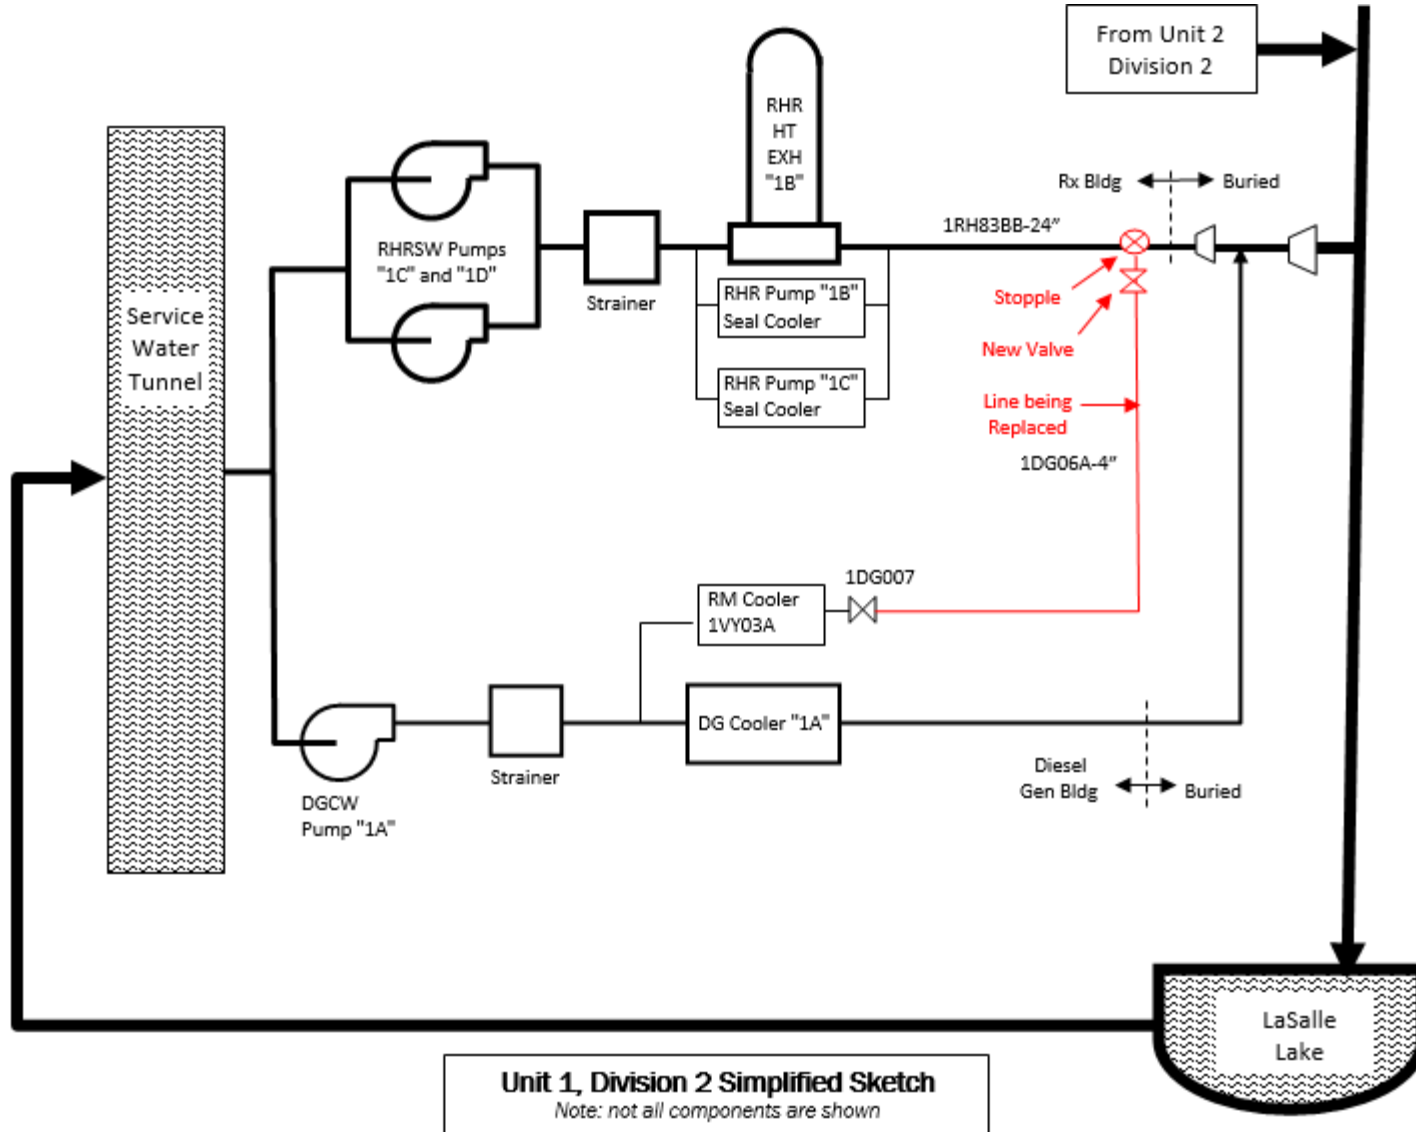 From Unit 2
Division 2
RHR
HT
EXH
"1B"
Rx Bldg
Buried
1RH83BB-24″
RHRSW Pumps
"1C" and "1D"
Strainer
RHR Pump "1B"
Seal Cooler
Stopple
New Valve
Service
Water
Tunnel
RHR Pump "1C"
Seal Cooler
Line being
Replaced
1DG06A-4″
1DG007
RM Cooler
1VY03A
DG Cooler "1A"
Strainer
Diesel
Gen Bldg
Buried
DGCW
Pump "1A"
LaSalle
Lake
Unit 1, Division 2 Simplified Sketch
Note: not all components are shown